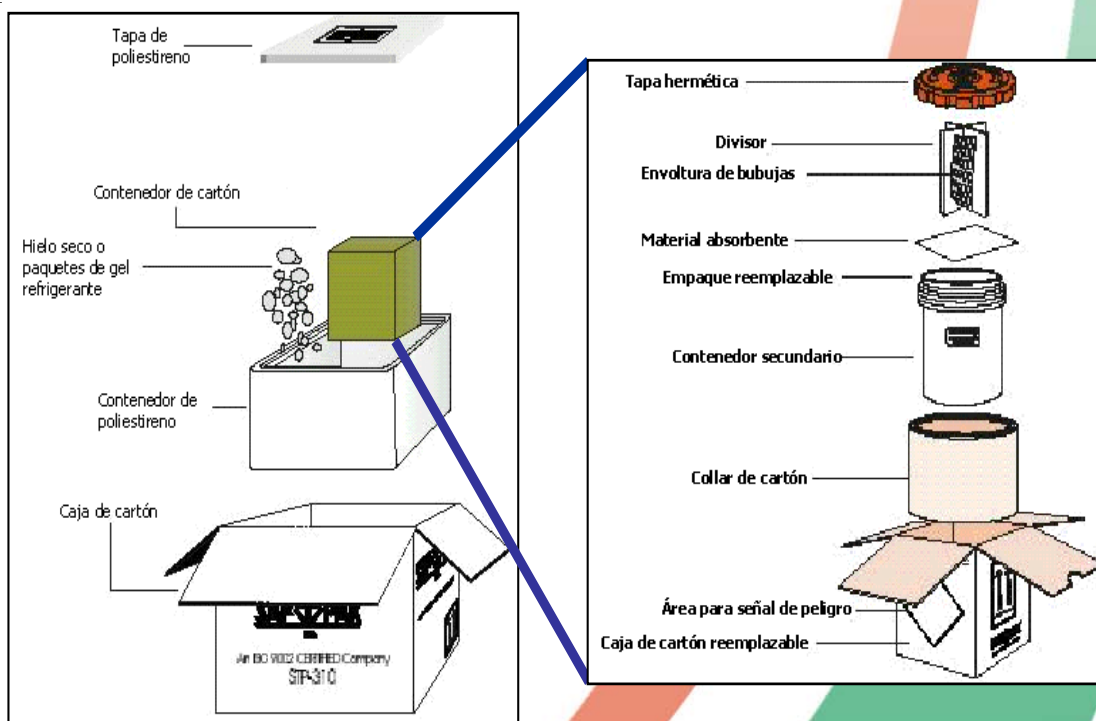 Tapa de
poliestireno
Contenedor de cartón
Hielo seco o
paquetes de gel
refrigerante
Contenedor de
poliestireno
Caja de cartón
An ISO 9002 CERTIFIED Company
STP-310
Tapa hermética
Divisor
Envoltura de bubujas
Material absorbente
Empaque reemplazable
Contenedor secundario
Collar de cartón
Área para señal de peligro
Caja de cartón reemplazable